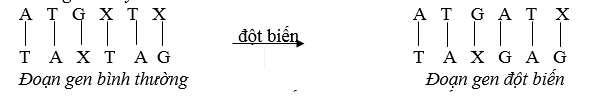 A T G X T X
A T G A T X
đột biến
T A X T A G
T A X G A G
Đoạn gen bình thường
Đoạn gen đột biến